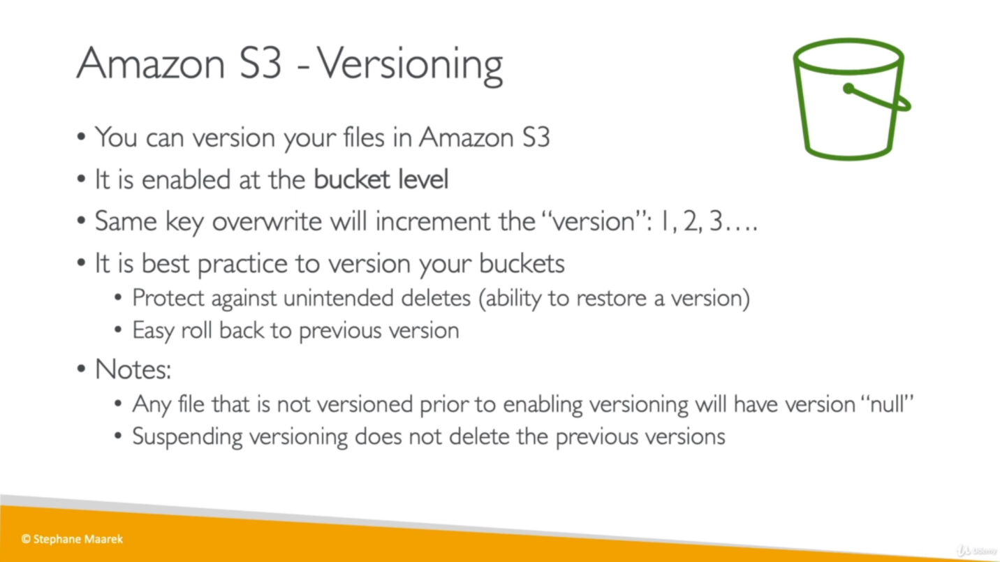 Amazon S3 - Versioning
• You can version your files in Amazon S3
• It is enabled at the bucket level
• Same key overwrite will increment the “version”: 1, 2, 3….
• It is best practice to version your buckets
• Protect against unintended deletes (ability to restore a version)
• Easy roll back to previous version
• Notes:
• Any file that is not versioned prior to enabling versioning will have version “null”
• Suspending versioning does not delete the previous versions
© Stephane Maarek
Udemy